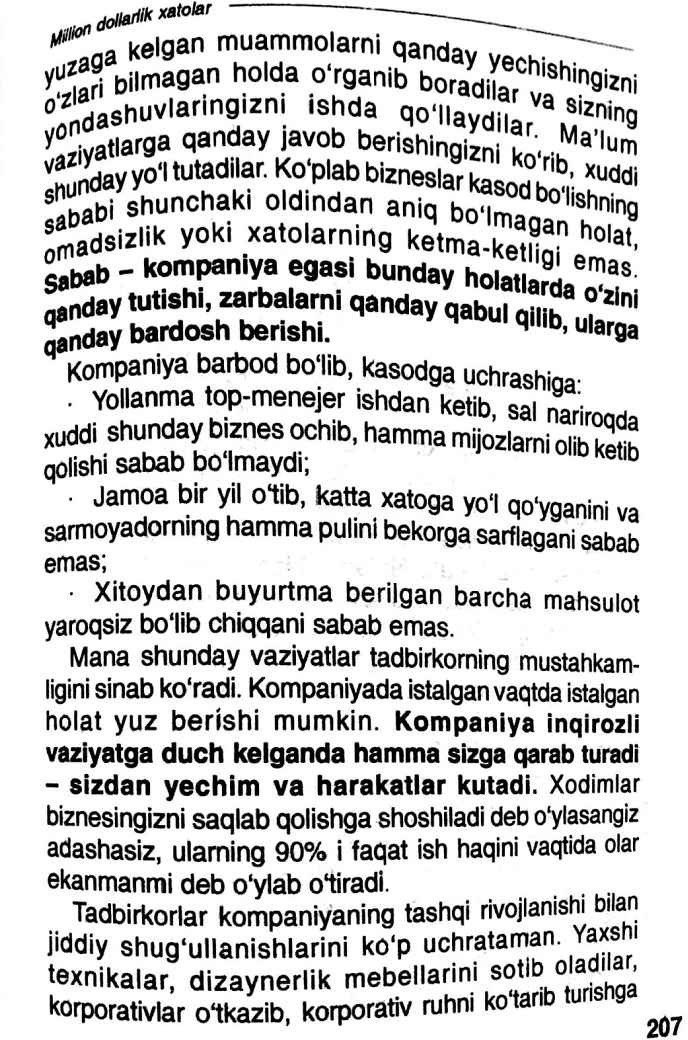 Million dollarlik xatolar
yuzaga kelgan muammolarni qanday yechishingizni
o‘zlari bilmagan holda o‘rganib boradilar va sizning
yondashuvlaringizni ishda qo‘llaydilar. Ma’lum
vaziyatlarga qanday javob berishingizni ko‘rib, xuddi
shunday yo‘l tutadilar. Ko‘plab bizneslar kasod bo‘lishning
sababi shunchaki oldindan aniq bo‘lmagan holat,
omadsizlik yoki xatolarning ketma-ketligi emas.
Sabab – kompaniya egasi bunday holatlarda o‘zini
qanday tutishi, zarbalarni qanday qabul qilib, ularga
qanday bardosh berishi.
Kompaniya barbod bo‘lib, kasodga uchrashiga:
· Yollanma top-menejer ishdan ketib, sal nariroqda
xuddi shunday biznes ochib, hamma mijozlarni olib ketib
qolishi sabab bo‘lmaydi;
· Jamoa bir yil o‘tib, katta xatoga yo‘l qo‘yganini va
sarmoyadorning hamma pulini bekorga sarflagani sabab
emas;
· Xitoydan buyurtma berilgan barcha mahsulot
yaroqsiz bo‘lib chiqqani sabab emas.
Mana shunday vaziyatlar tadbirkorning mustahkam-
ligini sinab ko‘radi. Kompaniyada istalgan vaqtda istalgan
holat yuz berishi mumkin. Kompaniya inqirozli
vaziyatga duch kelganda hamma sizga qarab turadi
– sizdan yechim va harakatlar kutadi. Xodimlar
biznesingizni saqlab qolishga shoshiladi deb o‘ylasangiz
adashasiz, ularning 90% i faqat ish haqini vaqtida olar
ekanmanmi deb o‘ylab o‘tiradi.
Tadbirkorlar kompaniyaning tashqi rivojlanishi bilan
jiddiy shug‘ullanishlarini ko‘p uchrataman. Yaxshi
texnikalar, dizaynerlik mebellarini sotib oladilar,
korporativlar o‘tkazib, korporativ ruhni ko‘tarib turishga
207